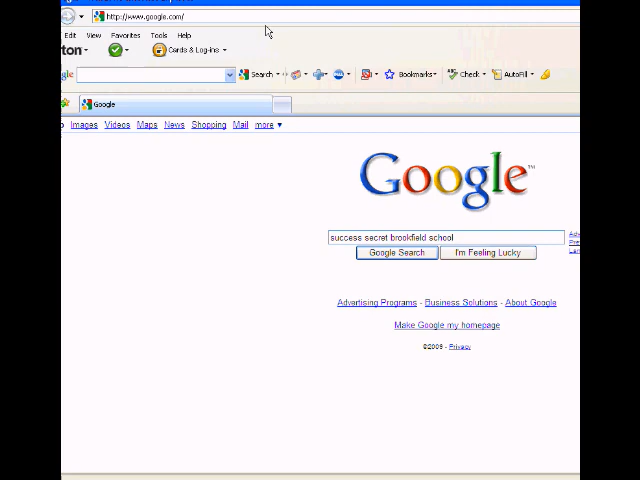 http://www.google.com/
Edit View Favorites Tools Help
ton Cards & Log-ins
gle Search Bookmarks Check AutoFill
Google
Images Videos Maps News Shopping Mail more ▼
Google™
success secret brookfield school
Google Search I'm Feeling Lucky
Advertising Programs - Business Solutions - About Google
Make Google my homepage
- Privacy